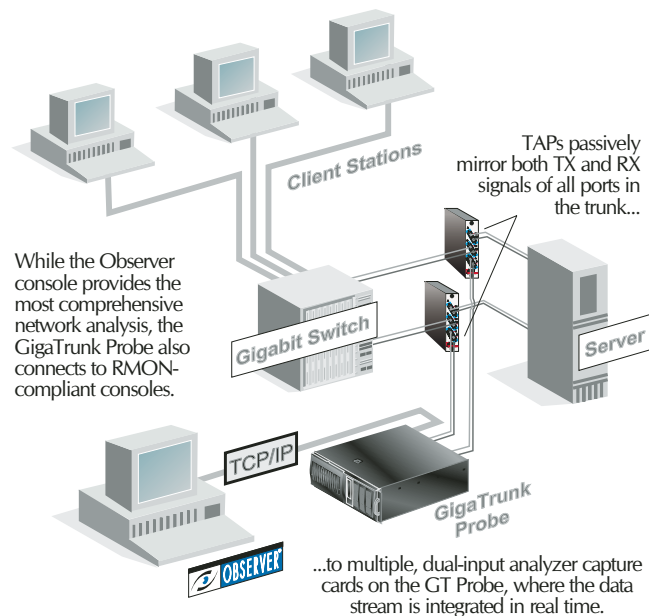 Client Stations
TAPs passively
mirror both TX and RX
signals of all ports in
the trunk...
While the Observer
console provides the
most comprehensive
network analysis, the
GigaTrunk Probe also
connects to RMON-
compliant consoles.
Gigabit Switch
Server
TCP/IP
GigaTrunk
Probe
OBSERVER®
...to multiple, dual-input analyzer capture
cards on the GT Probe, where the data
stream is integrated in real time.